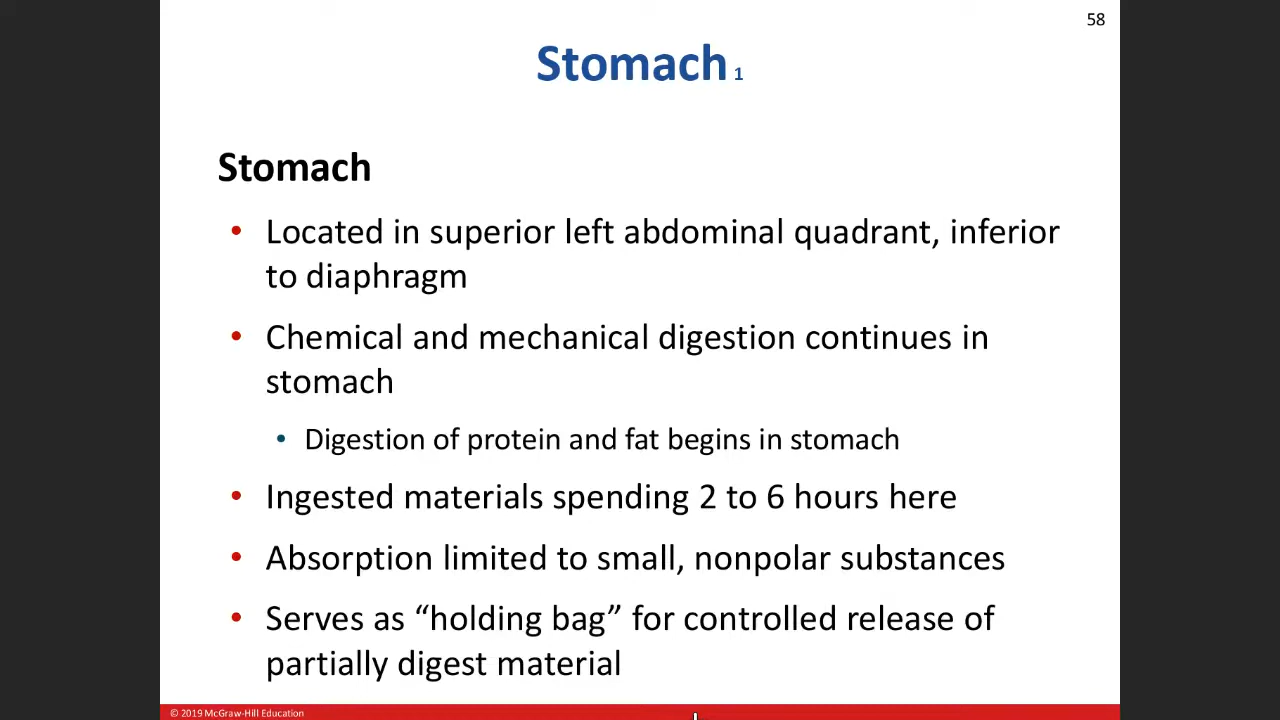 58
Stomach 1
Stomach
• Located in superior left abdominal quadrant, inferior
to diaphragm
• Chemical and mechanical digestion continues in
stomach
• Digestion of protein and fat begins in stomach
• Ingested materials spending 2 to 6 hours here
• Absorption limited to small, nonpolar substances
• Serves as “holding bag” for controlled release of
partially digest material
© 2019 McGraw-Hill Education